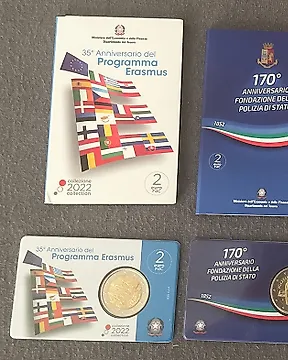 Ministero dell'Economia e delle Finanze
Dipartimento del Tesoro
35° Anniversario del
Programma
Erasmus
2
collezione
2022
collection
170°
ANNIVERSARIO
FONDAZIONE DELLA
POLIZIA DI STATO
1852
2
Ministero dell'Economia e delle Finanze
Dipartimento del Tesoro
35° Anniversario del
Programma Erasmus
2
collezione
2022
collection
170°
ANNIVERSARIO
FONDAZIONE DELLA
POLIZIA DI STATO
1852
2